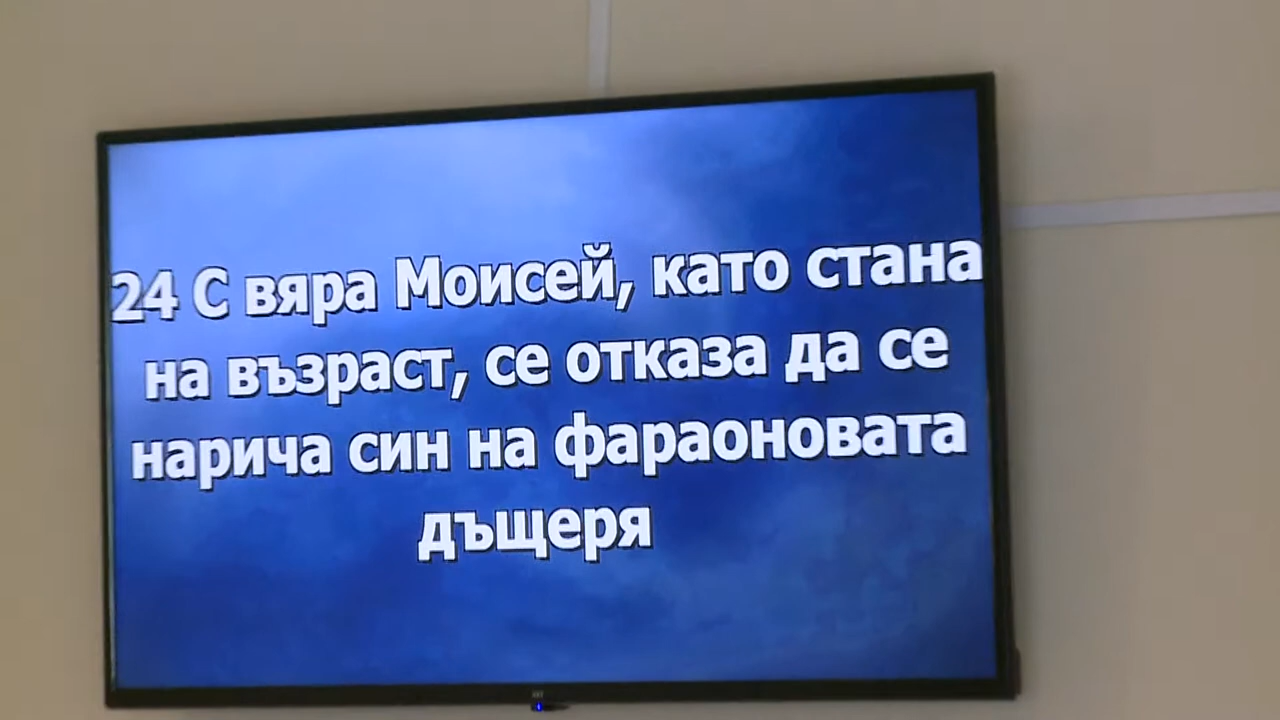 24 С вяра Моисей, като стана
на възраст, се отказа да се
нарича син на фараоновата
дъщеря